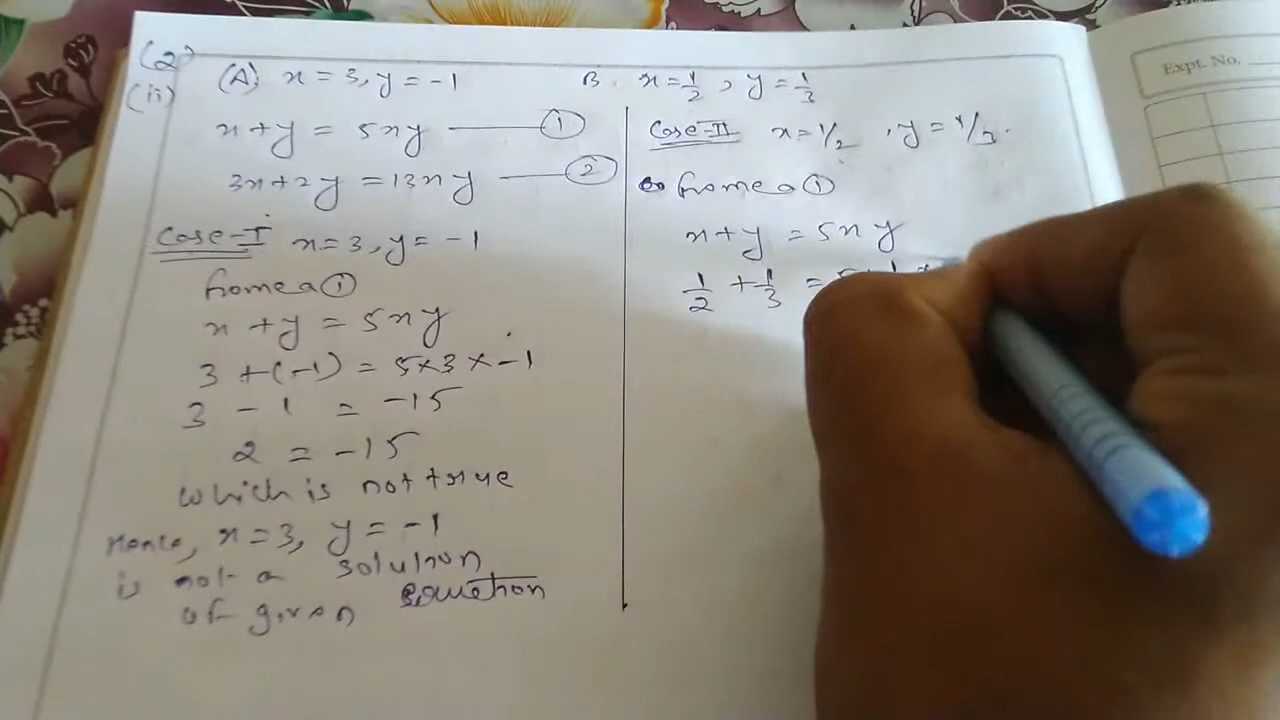 (2)
(ii)
(A) x = 3, y = -1
B. x = 1/2, y = 1/3
x + y = 5xy ——— ①
3x + 2y = 13xy ——— ②
Case-I x = 3, y = -1
from eq ①
x + y = 5xy
3 + (-1) = 5×3×-1
3 - 1 = -15
2 = -15
which is not true
Hence, x = 3, y = -1
is not a solution
of given equation
Case-II x = 1/2, y = 1/3.
from eq ①
x + y = 5xy
1/2 + 1/3 =
Expt. No.